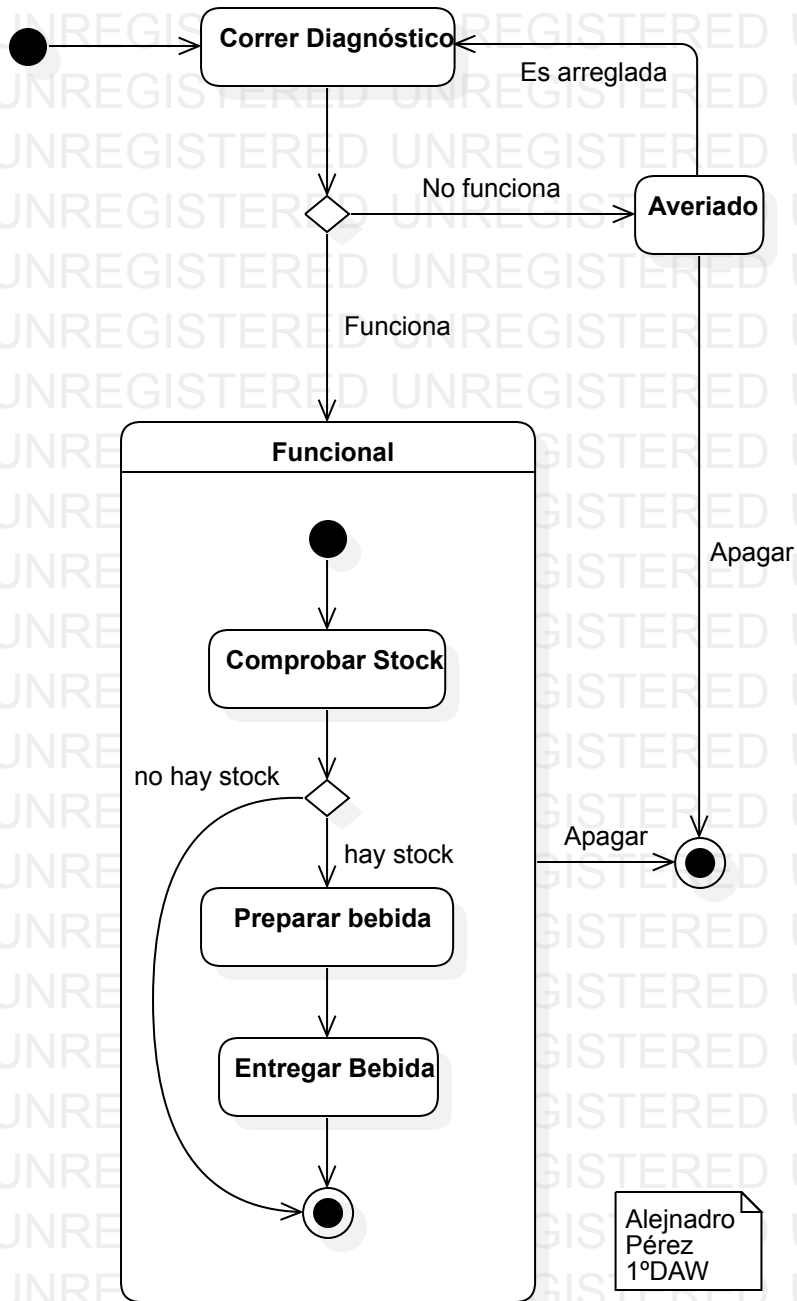 Correr Diagnóstico
Es arreglada
No funciona
Averiado
Funciona
Funcional
Apagar
Comprobar Stock
no hay stock
hay stock
Apagar
Preparar bebida
Entregar Bebida
Alejnadro
Pérez
1ºDAW
UNREGISTERED